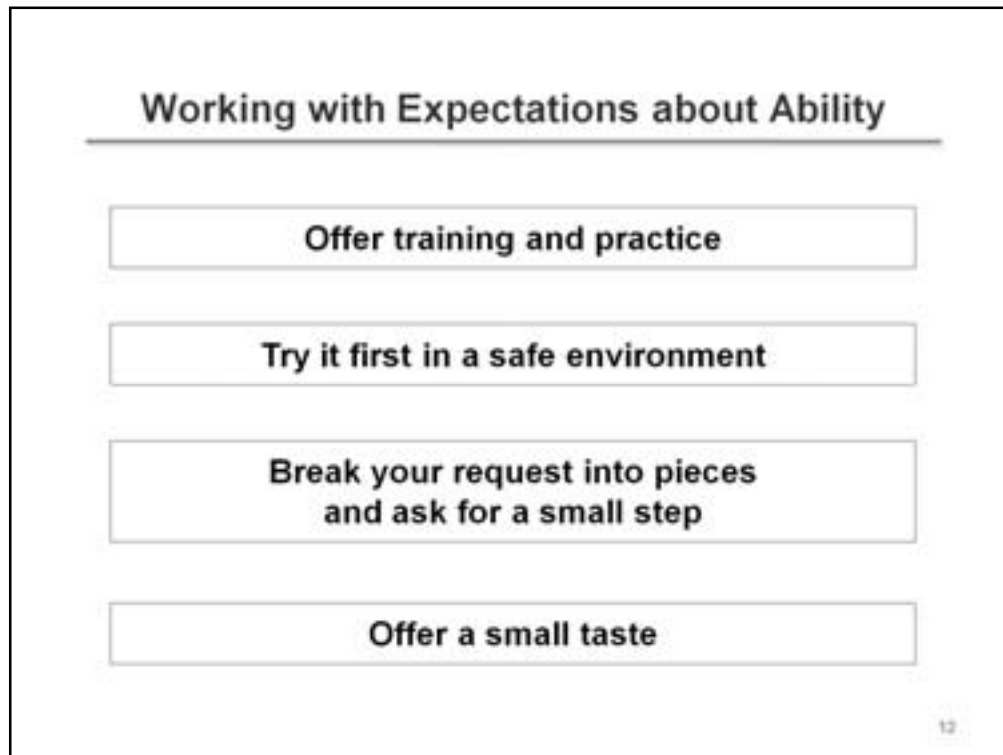 Working with Expectations about Ability
Offer training and practice
Try it first in a safe environment
Break your request into pieces
and ask for a small step
Offer a small taste
12